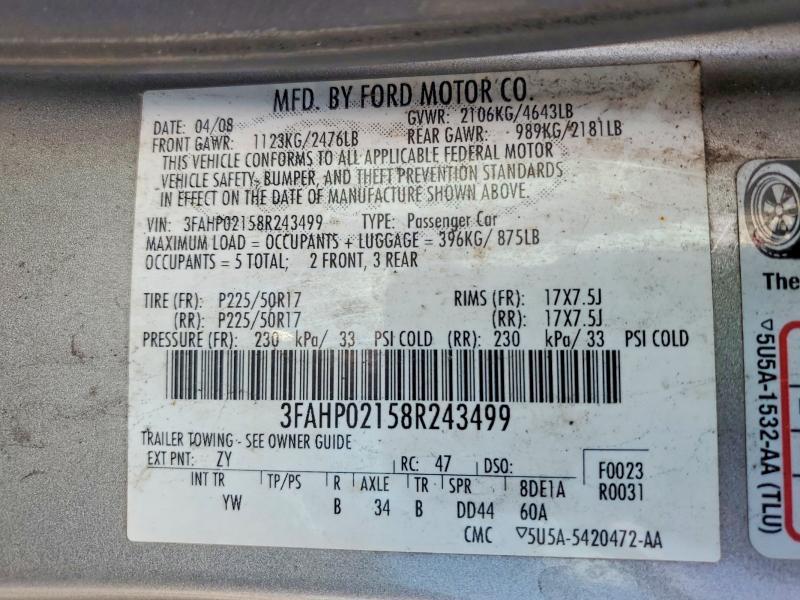 MFD. BY FORD MOTOR CO.
DATE: 04/08 GVWR: 2106KG/4643LB
FRONT GAWR: 1123KG/2476LB REAR GAWR: 989KG/2181LB
THIS VEHICLE CONFORMS TO ALL APPLICABLE FEDERAL MOTOR
VEHICLE SAFETY, BUMPER, AND THEFT PREVENTION STANDARDS
IN EFFECT ON THE DATE OF MANUFACTURE SHOWN ABOVE.
VIN: 3FAHP02158R243499 TYPE: Passenger Car
MAXIMUM LOAD = OCCUPANTS + LUGGAGE = 396KG/ 875LB
OCCUPANTS = 5 TOTAL; 2 FRONT, 3 REAR
TIRE (FR): P225/50R17 RIMS (FR): 17X7.5J
(RR): P225/50R17 (RR): 17X7.5J
PRESSURE (FR): 230 kPa/ 33 PSI COLD (RR): 230 kPa/ 33 PSI COLD
3FAHP02158R243499
TRAILER TOWING - SEE OWNER GUIDE
EXT PNT: ZY RC: 47 DSO: F0023
INT TR TP/PS R AXLE TR SPR 8DE1A R0031
YW B 34 B DD44 60A
CMC ▽5U5A-5420472-AA
The
▽5U5A-1532-AA (TLU)